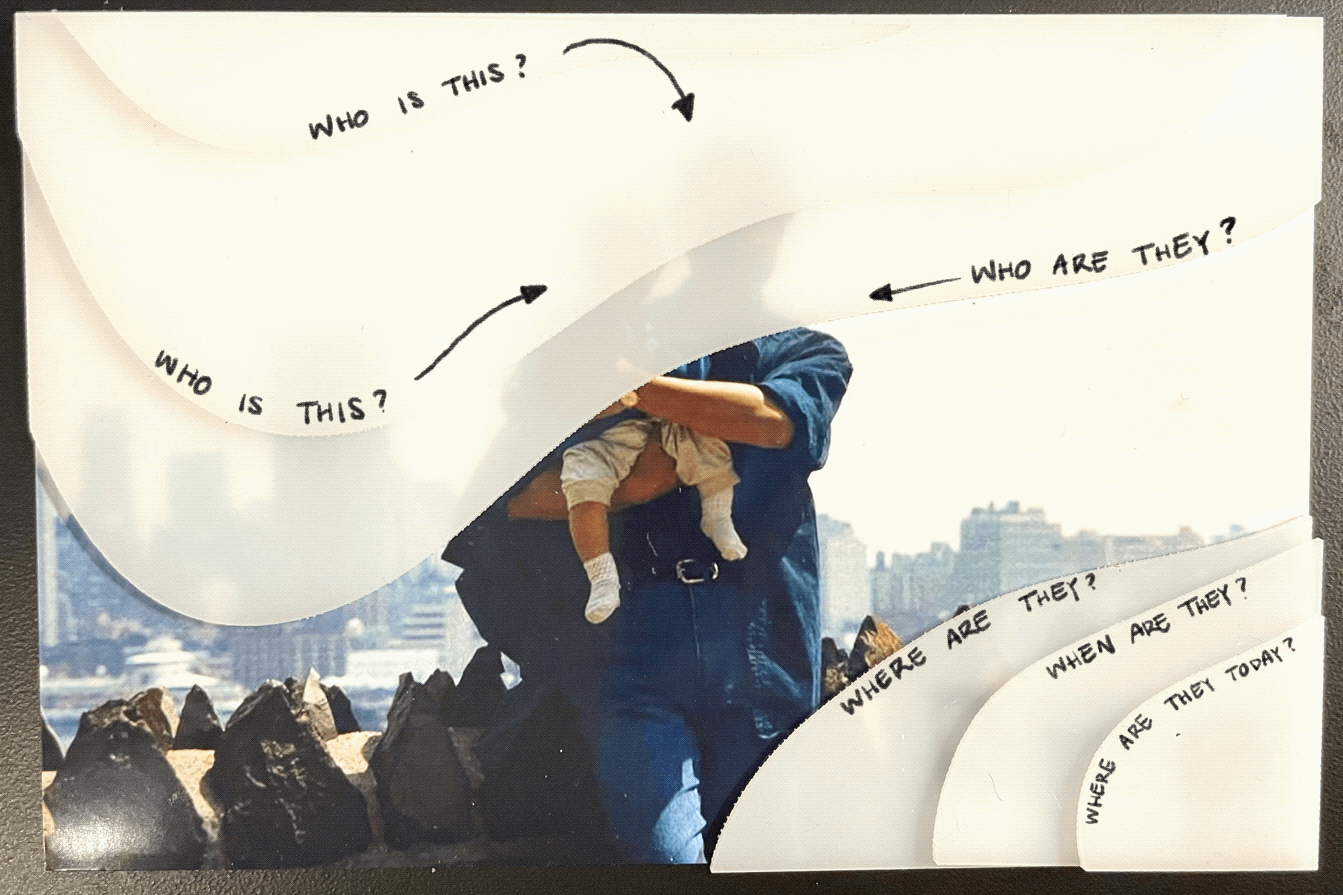 WHO IS THIS?
WHO ARE THEY?
WHO IS THIS?
WHERE ARE THEY?
WHEN ARE THEY?
WHERE ARE THEY TODAY?